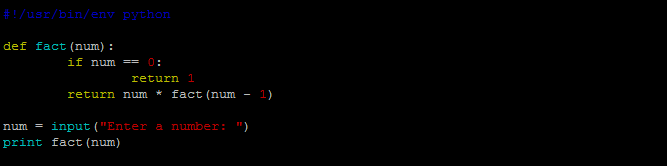 #!/usr/bin/env python
def fact(num):
if num == 0:
return 1
return num * fact(num - 1)
num = input("Enter a number: ")
print fact(num)